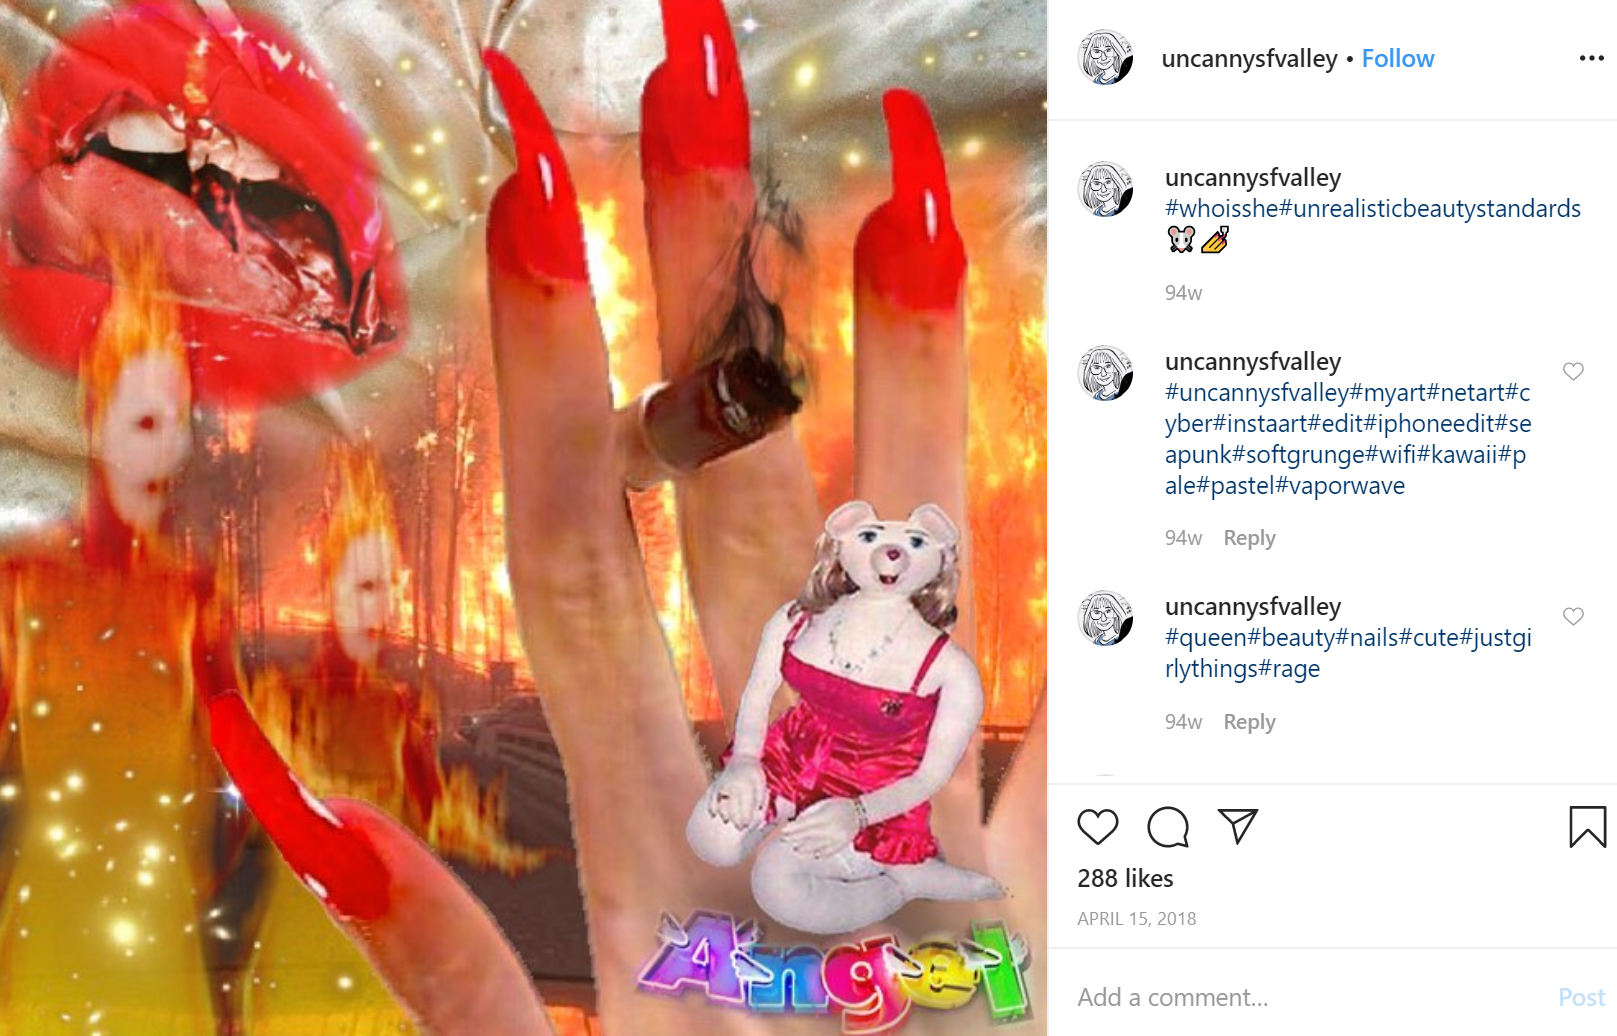 uncannysfvalley • Follow
uncannysfvalley
#whoisshe#unrealisticbeautystandards
🐭💅
94w
uncannysfvalley
#uncannysfvalley#myart#netart#c
yber#instaart#edit#iphoneedit#se
apunk#softgrunge#wifi#kawaii#p
ale#pastel#vaporwave
94w Reply
uncannysfvalley
#queen#beauty#nails#cute#justgi
rlythings#rage
94w Reply
288 likes
APRIL 15, 2018
Add a comment... Post
Angel